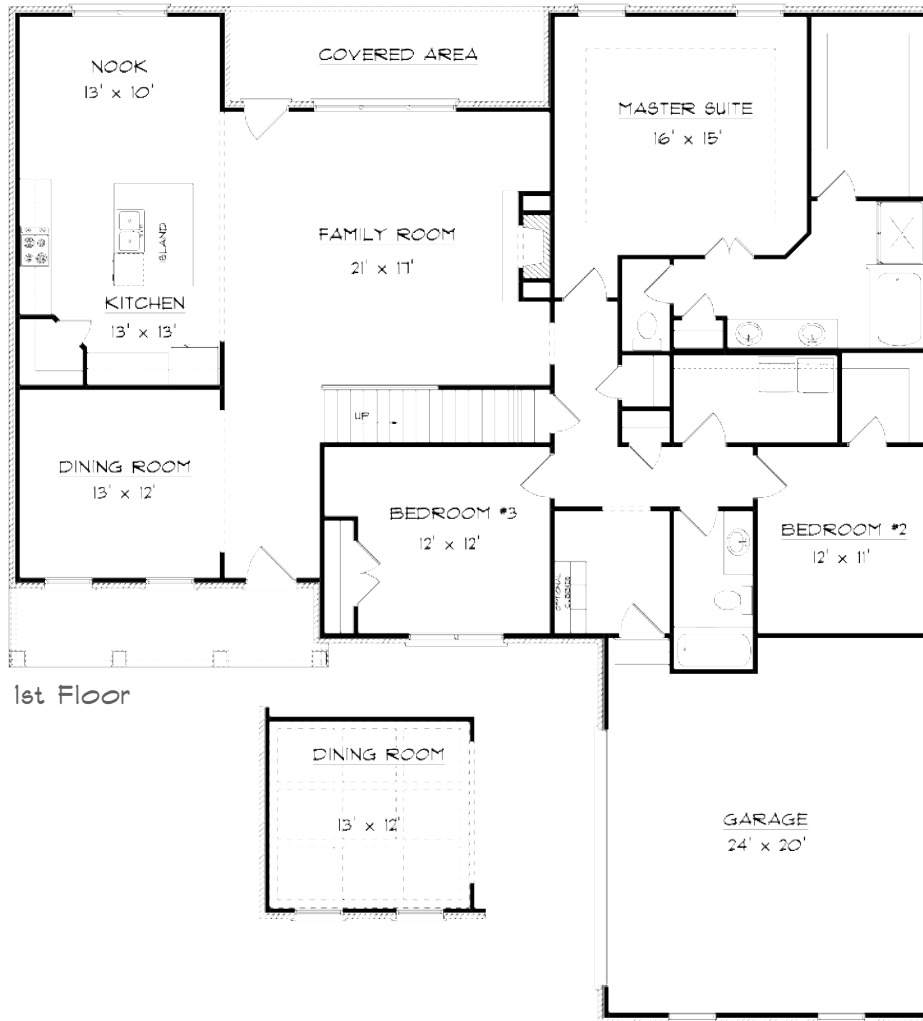 NOOK
13' x 10'
COVERED AREA
MASTER SUITE
16' x 15'
FAMILY ROOM
21' x 17'
ISLAND
KITCHEN
13' x 13'
UP
DINING ROOM
13' x 12'
BEDROOM #3
12' x 12'
BEDROOM #2
12' x 11'
OPTIONAL
1st Floor
DINING ROOM
13' x 12'
GARAGE
24' x 20'